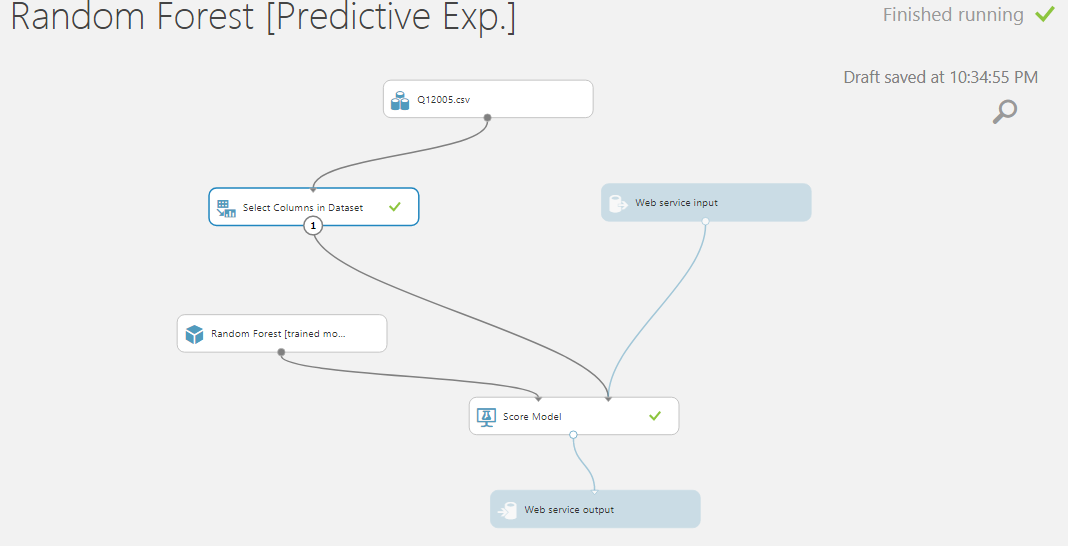 Random Forest [Predictive Exp.]
Finished running
Draft saved at 10:34:55 PM
Q12005.csv
Select Columns in Dataset
1
Web service input
Random Forest [trained mo...
Score Model
Web service output